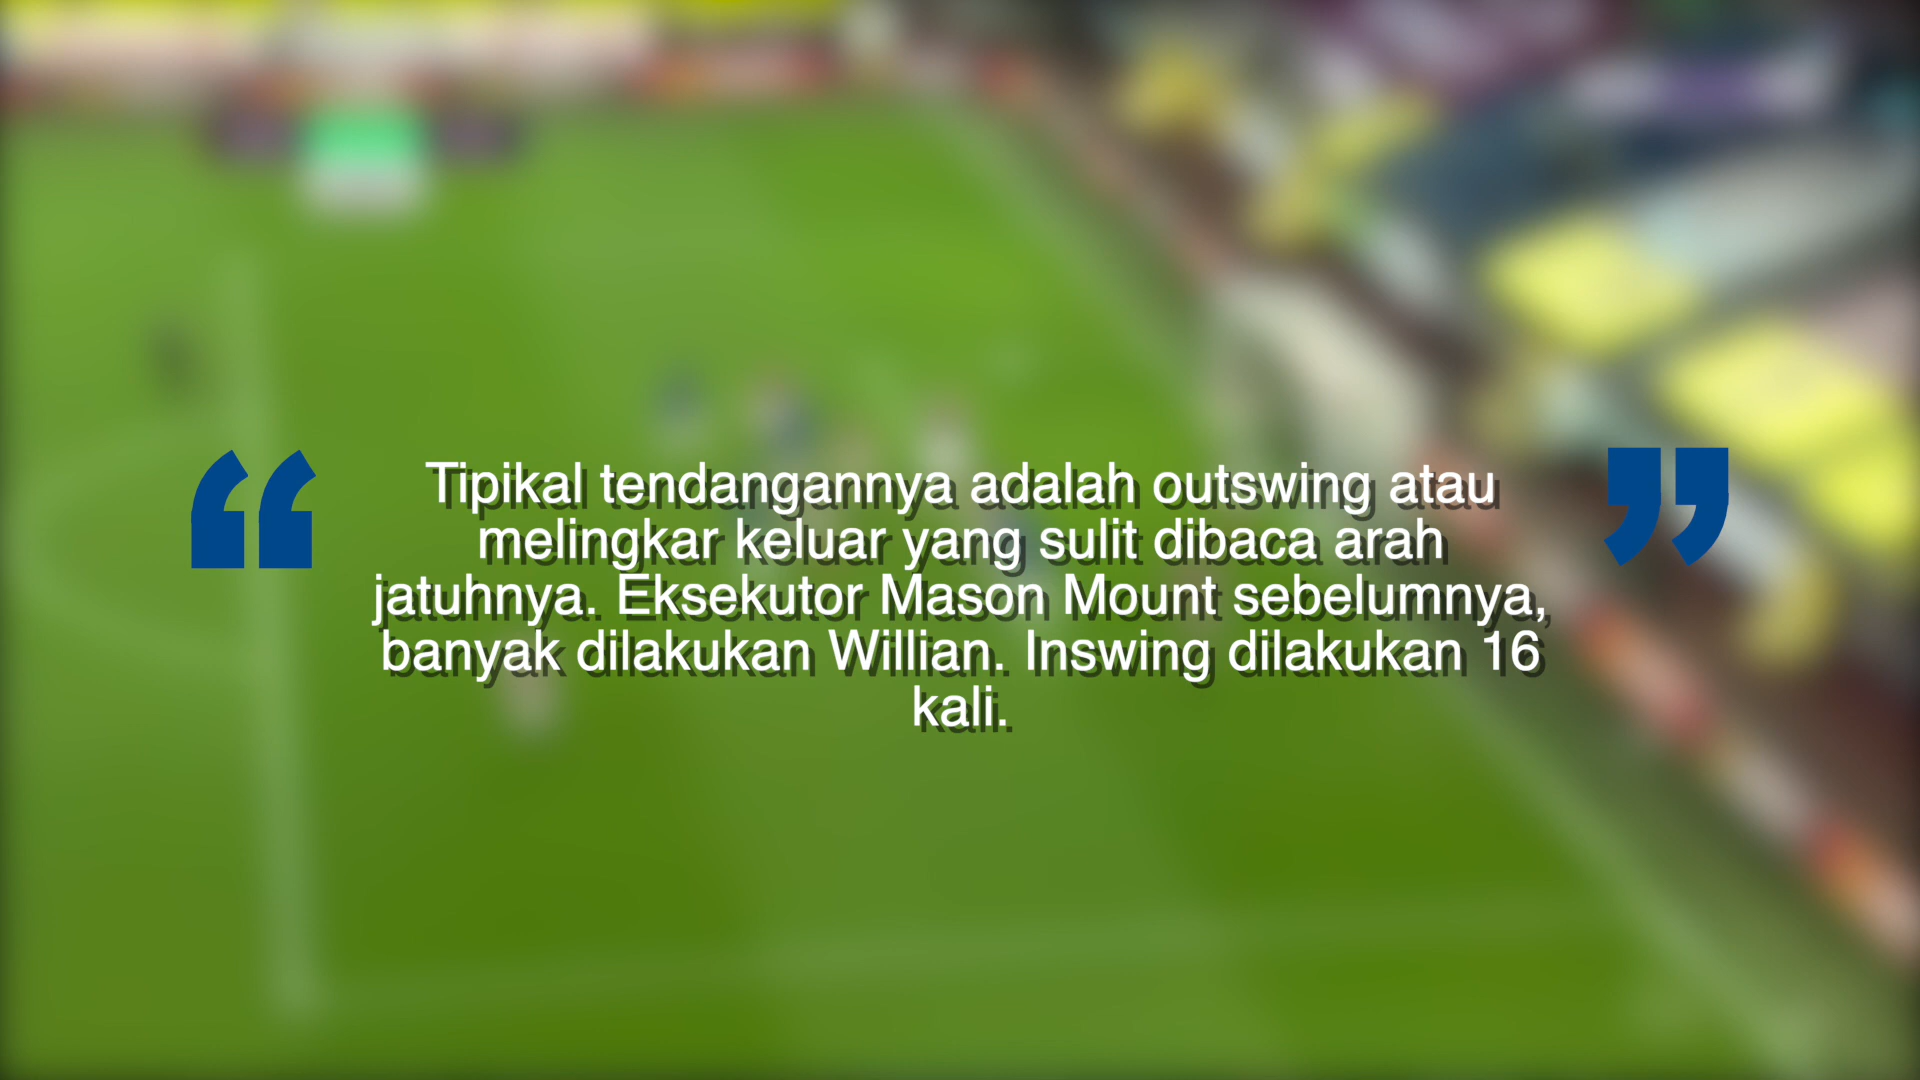 “ Tipikal tendangannya adalah outswing atau ”
melingkar keluar yang sulit dibaca arah
jatuhnya. Eksekutor Mason Mount sebelumnya,
banyak dilakukan Willian. Inswing dilakukan 16
kali.